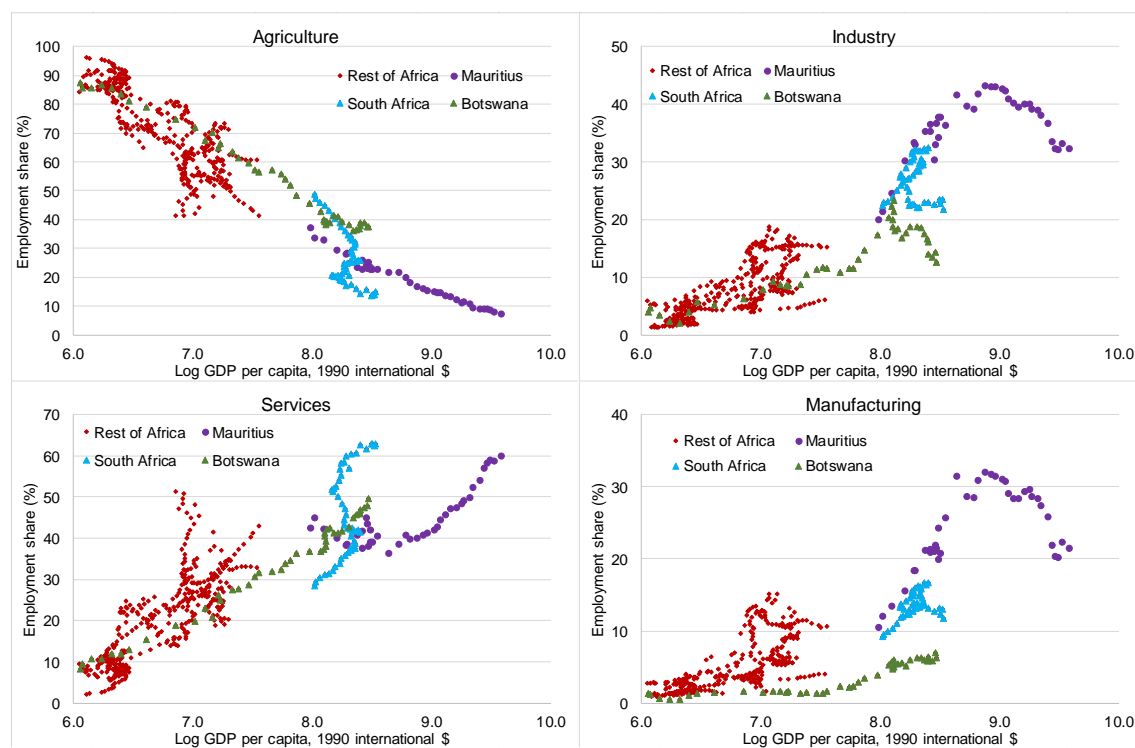 Agriculture
Employment share (%)
100
90
80
70
60
50
40
30
20
10
0
Rest of Africa Mauritius
South Africa Botswana
6.0 7.0 8.0 9.0 10.0
Log GDP per capita, 1990 international $
Industry
Employment share (%)
50
40
30
20
10
0
Rest of Africa Mauritius
South Africa Botswana
6.0 7.0 8.0 9.0 10.0
Log GDP per capita, 1990 international $
Services
Employment share (%)
70
60
50
40
30
20
10
0
Rest of Africa Mauritius
South Africa Botswana
6.0 7.0 8.0 9.0 10.0
Log GDP per capita, 1990 international $
Manufacturing
Employment share (%)
40
30
20
10
0
Rest of Africa Mauritius
South Africa Botswana
6.0 7.0 8.0 9.0 10.0
Log GDP per capita, 1990 international $